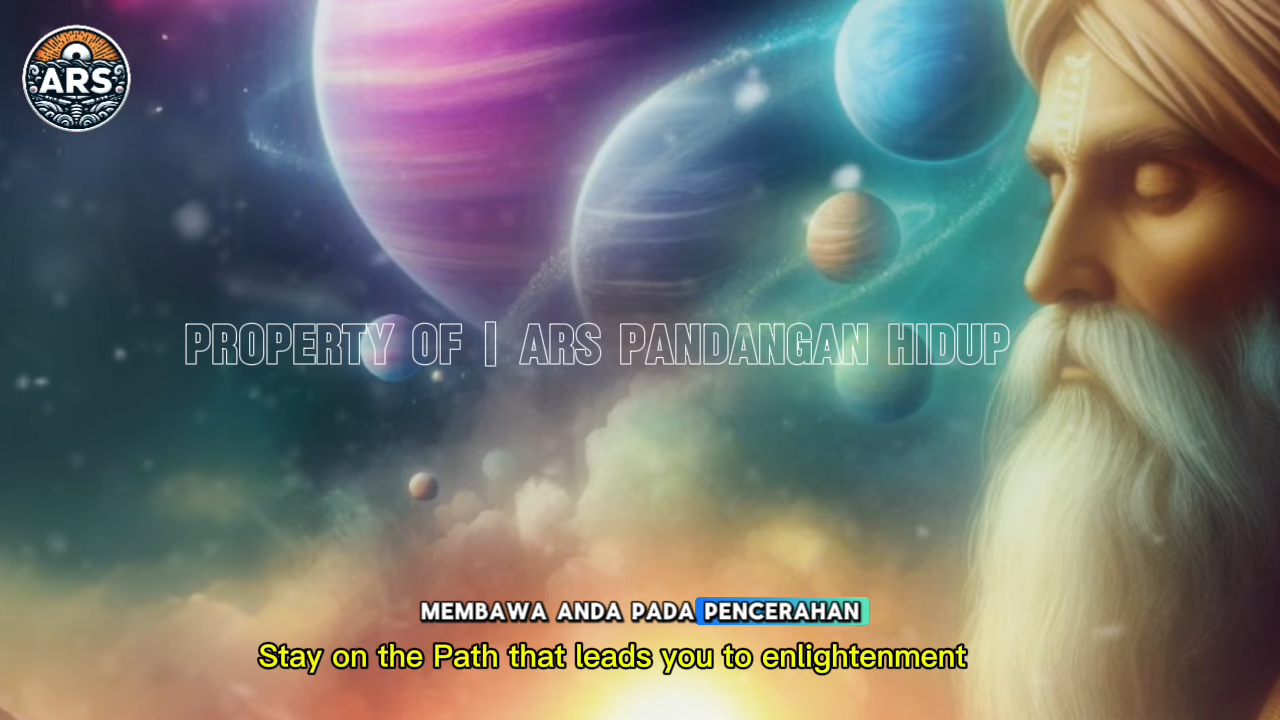 ARS
PROPERTY OF | ARS PANDANGAN HIDUP
MEMBAWA ANDA PADA PENCERAHAN
Stay on the Path that leads you to enlightenment